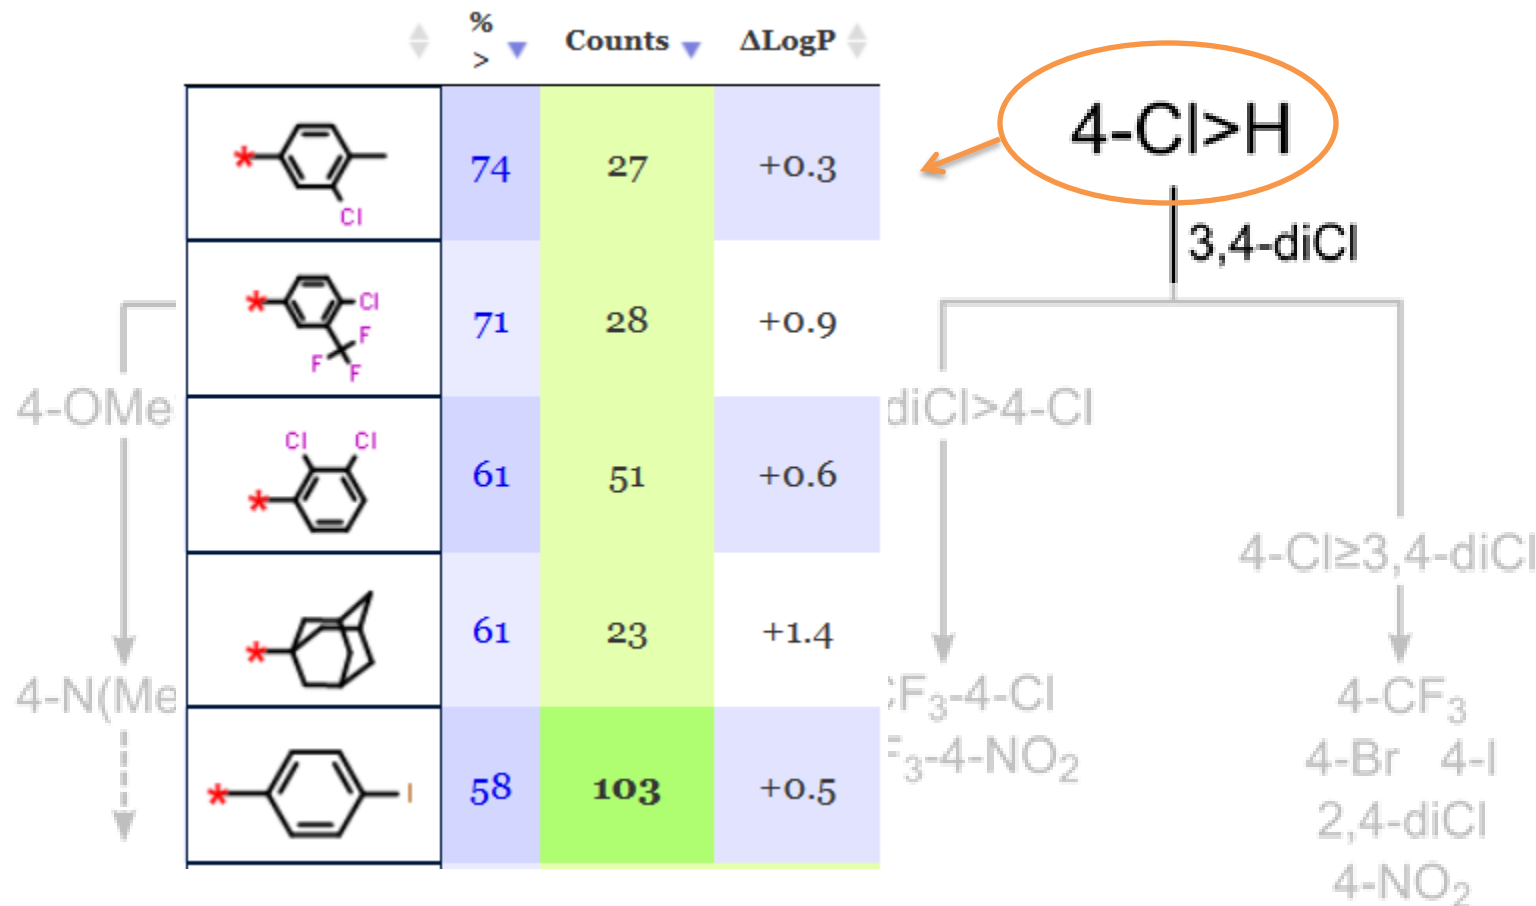 % > Counts ΔLogP
Cl
74 27 +0.3
Cl
F
F
F
71 28 +0.9
Cl Cl
61 51 +0.6
61 23 +1.4
I
58 103 +0.5
4-Cl>H
3,4-diCl
4-OMe
diCl>4-Cl
4-Cl≥3,4-diCl
4-N(Me
CF₃-4-Cl
F₃-4-NO₂
4-CF₃
4-Br 4-I
2,4-diCl
4-NO₂